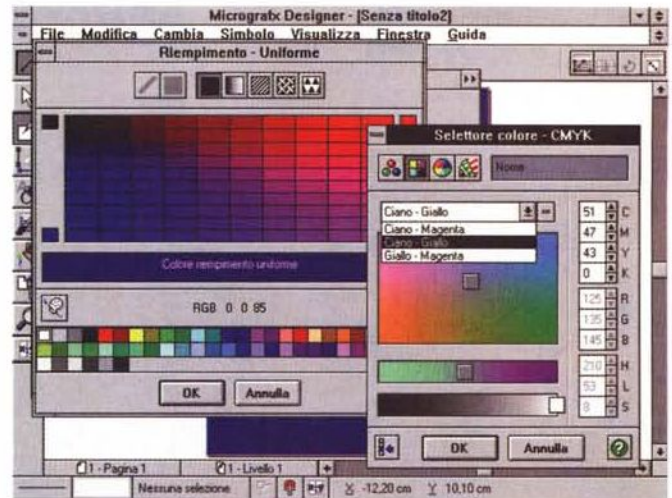 Micrografx Designer - [Senza titolo2]
File Modifica Cambia Simbolo Visualizza Finestra Guida
Riempimento - Uniforme
Colore riempimento uniforme
RGB 0 0 85
OK Annulla
Selettore colore - CMYK
Nome
Ciano - Giallo
Ciano - Magenta
Ciano - Giallo
Giallo - Magenta
51 C
47 M
43 Y
0 K
125 R
135 G
145 B
210 H
53 L
8 S
OK Annulla
1 - Pagina 1 1 - Livello 1
Nessuna selezione X -12,20 cm Y 10,10 cm